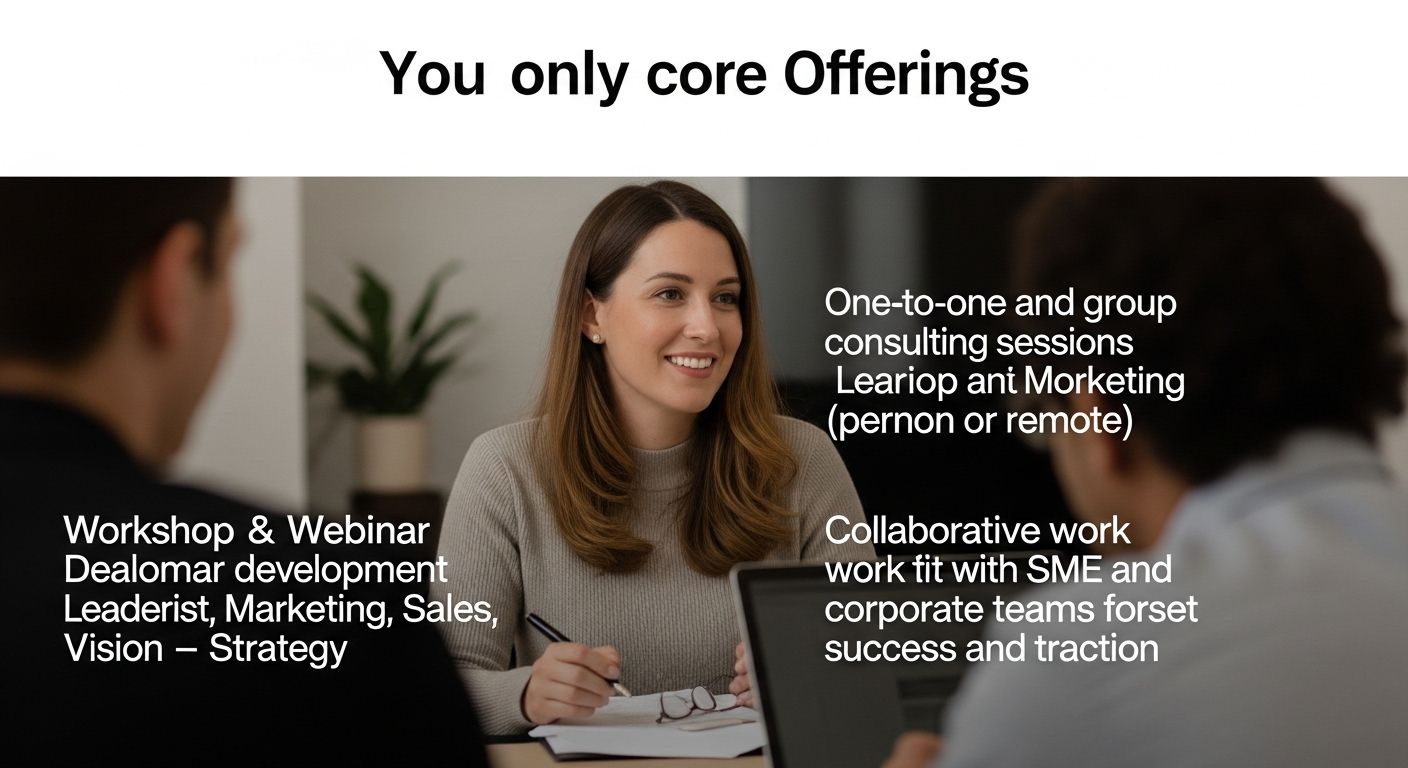 You only core Offerings
One-to-one and group
consulting sessions
Leariop ant Morketing
(pernon or remote)
Workshop & Webinar
Dealomar development
Leaderist, Marketing, Sales,
Vision – Strategy
Collaborative work
work fit with SME and
corporate teams forset
success and traction